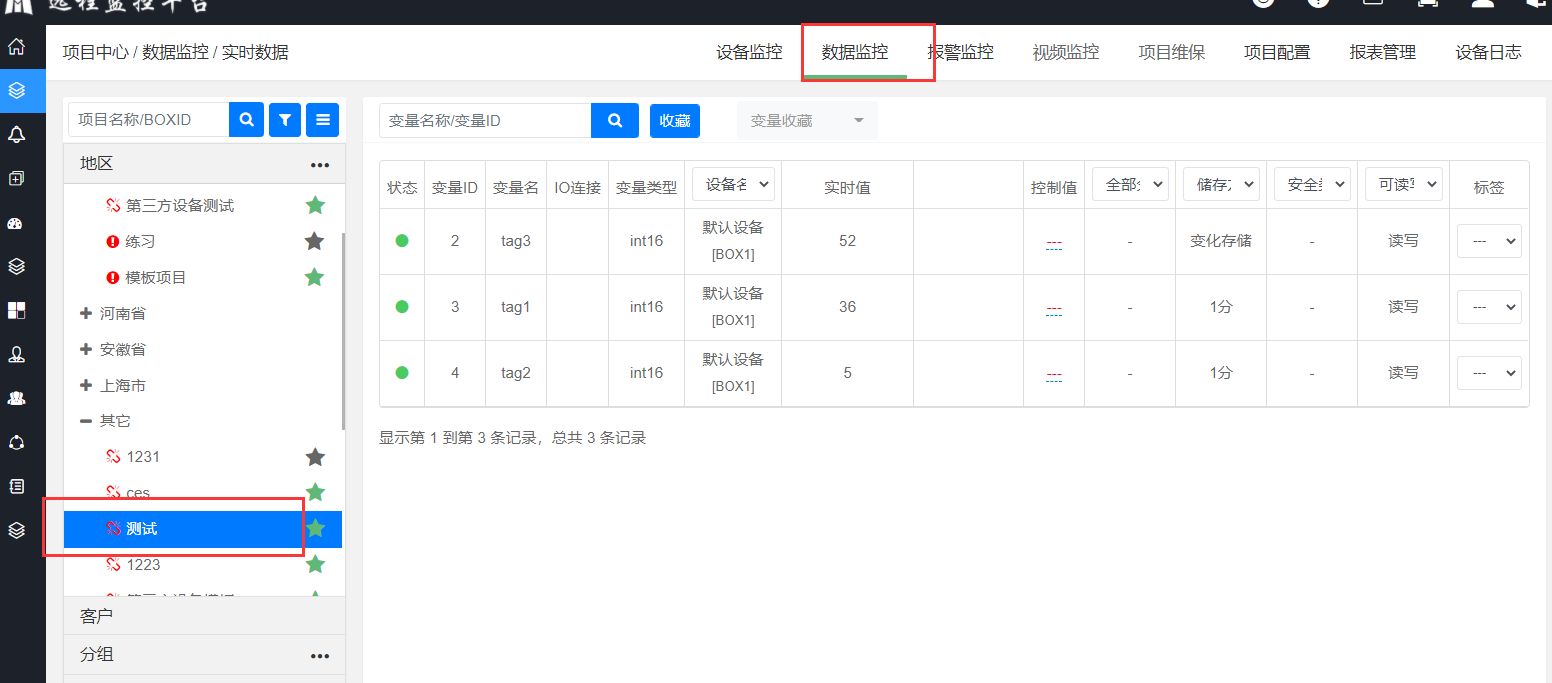 远程监控平台
项目中心 / 数据监控 / 实时数据
设备监控 数据监控 报警监控 视频监控 项目维保 项目配置 报表管理 设备日志
项目名称/BOXID
变量名称/变量ID 收藏 变量收藏
地区
第三方设备测试
练习
模板项目
河南省
安徽省
上海市
其它
1231
ces
测试
1223
客户
分组
状态 变量ID 变量名 IO连接 变量类型 设备名 实时值 控制值 全部 储存 安全 可读 标签
2 tag3 int16 默认设备 [BOX1] 52 --- - 变化存储 - 读写 ---
3 tag1 int16 默认设备 [BOX1] 36 --- - 1分 - 读写 ---
4 tag2 int16 默认设备 [BOX1] 5 --- - 1分 - 读写 ---
显示第 1 到第 3 条记录，总共 3 条记录